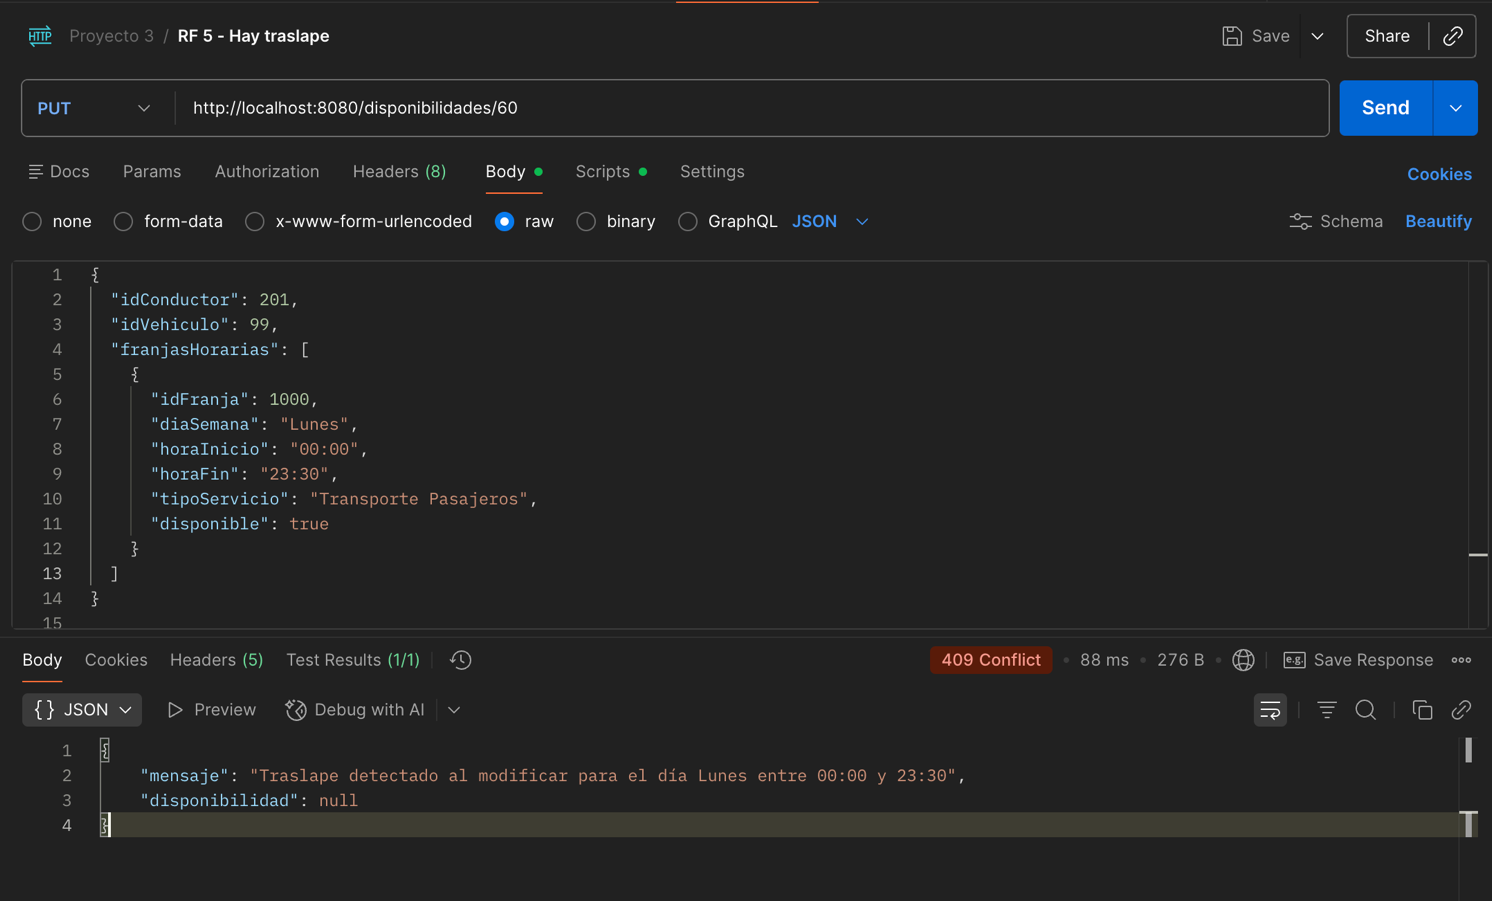 HTTP Proyecto 3 / RF 5 - Hay traslape Save Share
PUT http://localhost:8080/disponibilidades/60 Send
Docs Params Authorization Headers (8) Body Scripts Settings Cookies
none form-data x-www-form-urlencoded raw binary GraphQL JSON Schema Beautify
1 {
2 "idConductor": 201,
3 "idVehiculo": 99,
4 "franjasHorarias": [
5 {
6 "idFranja": 1000,
7 "diaSemana": "Lunes",
8 "horaInicio": "00:00",
9 "horaFin": "23:30",
10 "tipoServicio": "Transporte Pasajeros",
11 "disponible": true
12 }
13 ]
14 }
15
Body Cookies Headers (5) Test Results (1/1) 409 Conflict • 88 ms • 276 B • e.g. Save Response
{} JSON Preview Debug with AI
1 {
2 "mensaje": "Traslape detectado al modificar para el día Lunes entre 00:00 y 23:30",
3 "disponibilidad": null
4 }